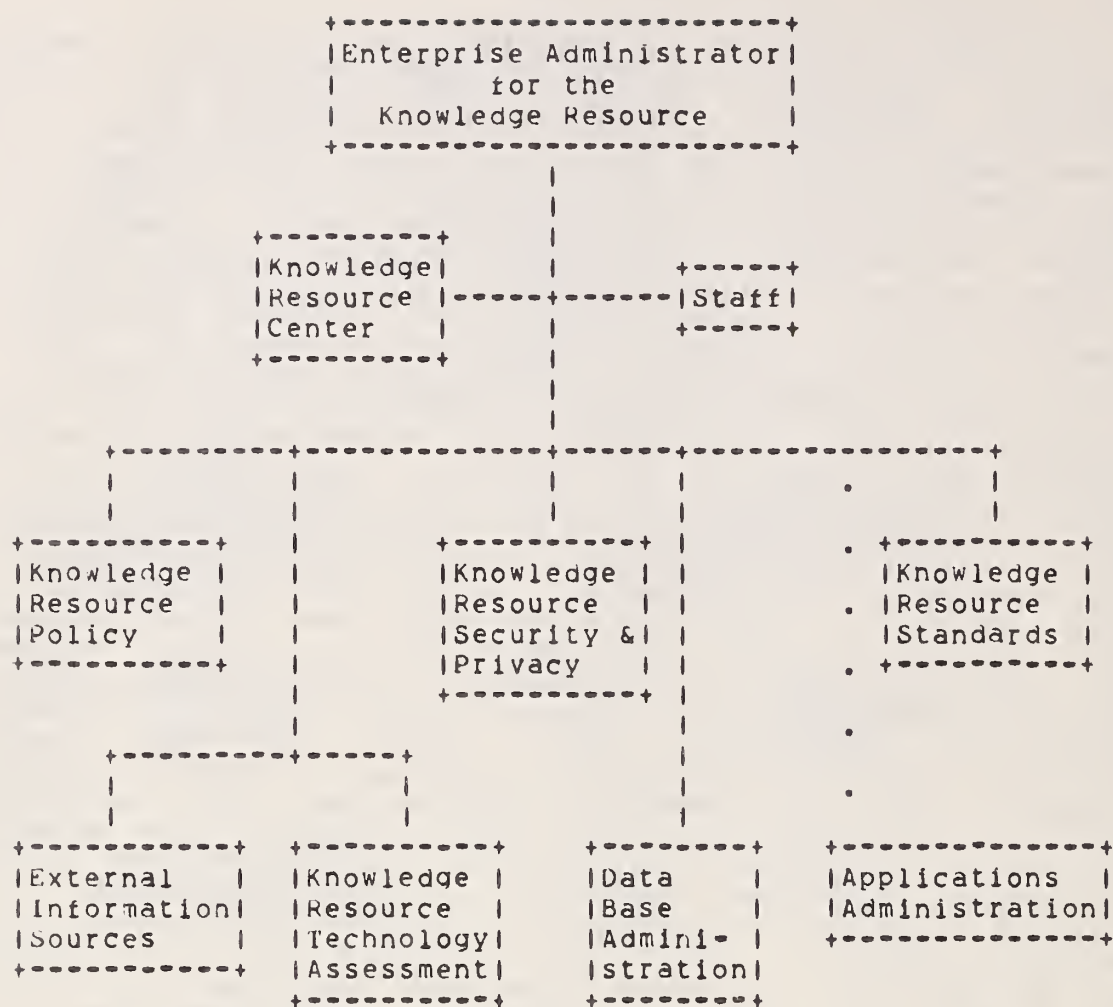 Enterprise Administrator
for the
Knowledge Resource
Knowledge
Resource
Center
Staff
Knowledge
Resource
Policy
Knowledge
Resource
Security &
Privacy
Knowledge
Resource
Standards
External
Information
Sources
Knowledge
Resource
Technology
Assessment
Data
Base
Admini-
stration
Applications
Administration